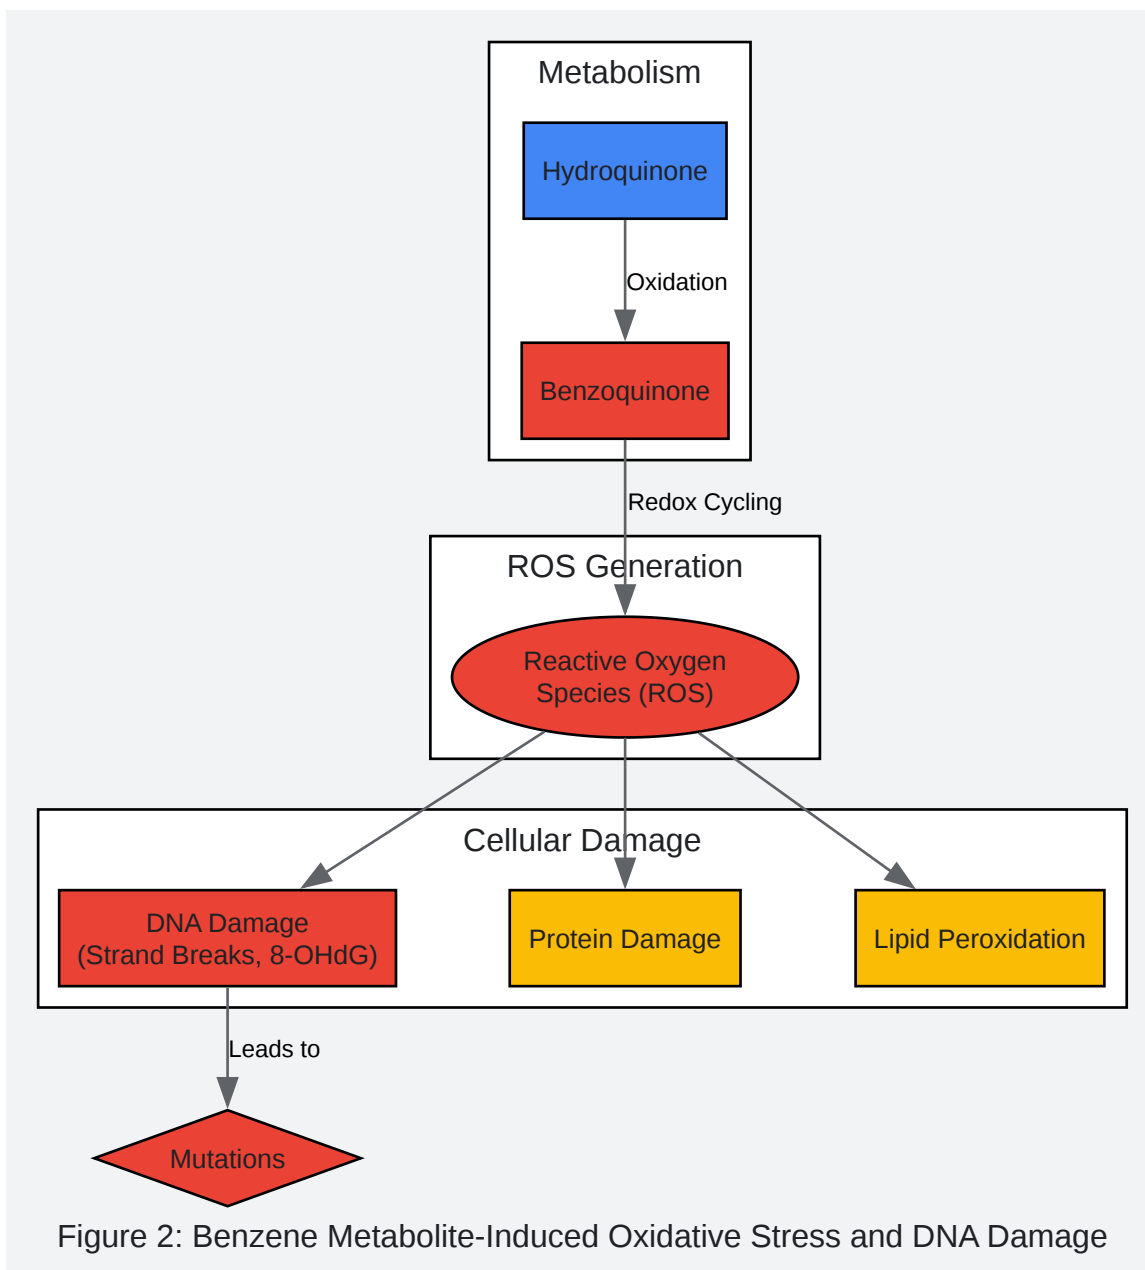 Metabolism
Hydroquinone
Oxidation
Benzoquinone
Redox Cycling
ROS Generation
Reactive Oxygen
Species (ROS)
Cellular Damage
DNA Damage
(Strand Breaks, 8-OHdG)
Protein Damage
Lipid Peroxidation
Leads to
Mutations
Figure 2: Benzene Metabolite-Induced Oxidative Stress and DNA Damage